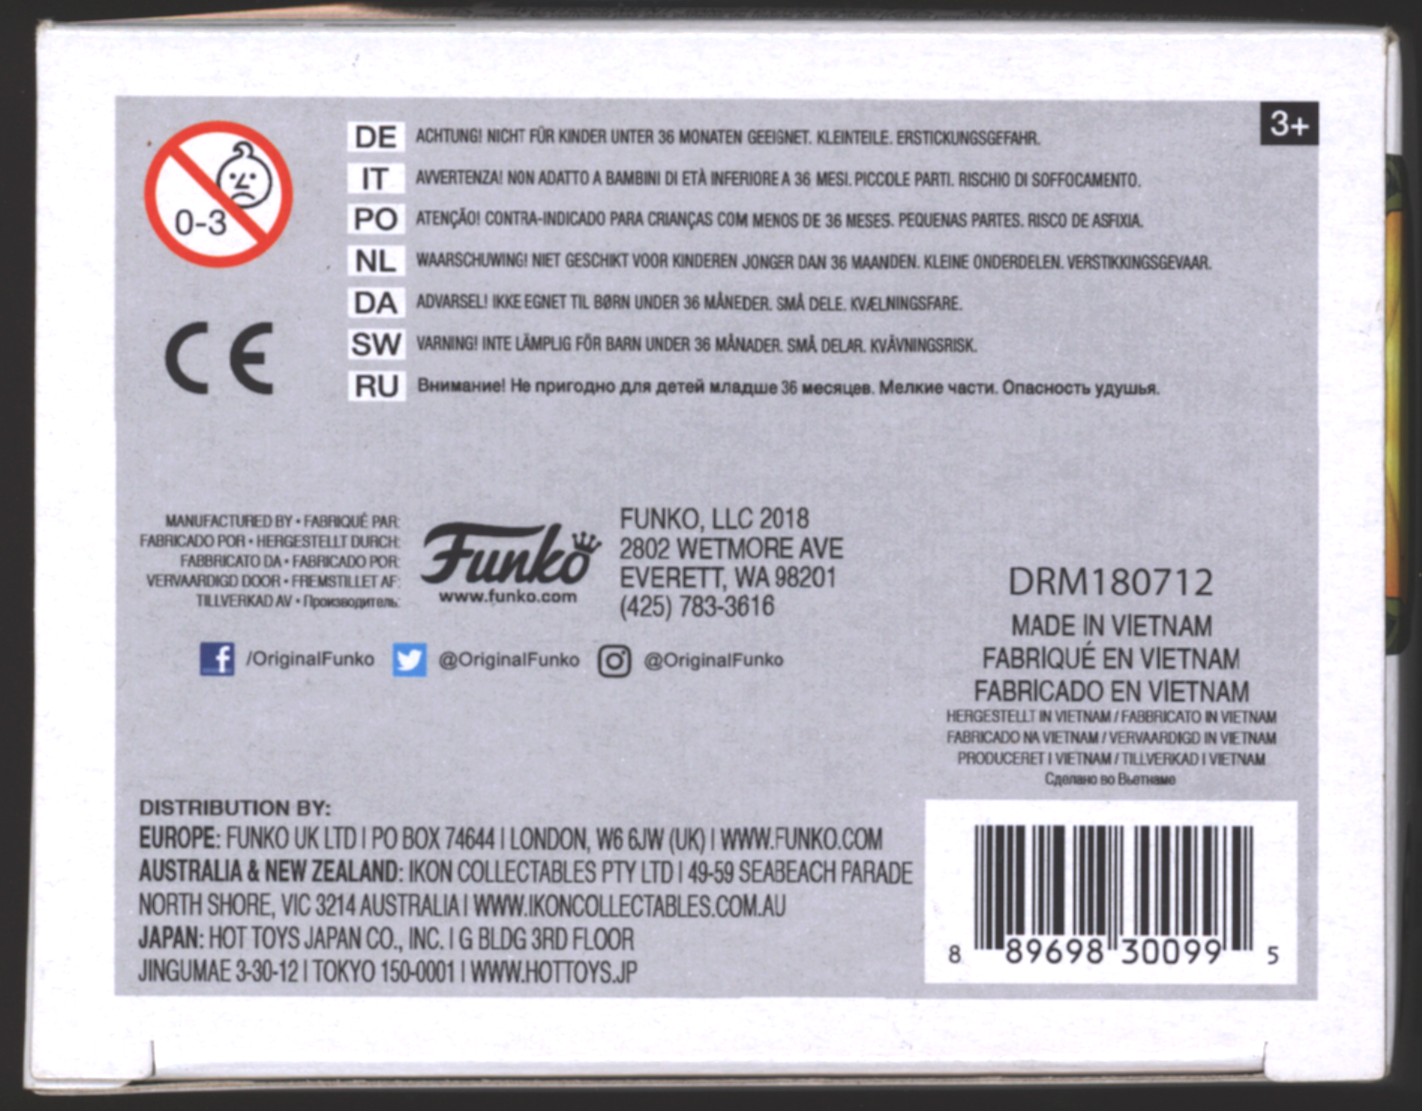 3+
0-3
DE ACHTUNG! NICHT FÜR KINDER UNTER 36 MONATEN GEEIGNET. KLEINTEILE. ERSTICKUNGSGEFAHR.
IT AVVERTENZA! NON ADATTO A BAMBINI DI ETÀ INFERIORE A 36 MESI. PICCOLE PARTI. RISCHIO DI SOFFOCAMENTO.
PO ATENÇÃO! CONTRA-INDICADO PARA CRIANÇAS COM MENOS DE 36 MESES. PEQUENAS PARTES. RISCO DE ASFIXIA.
NL WAARSCHUWING! NIET GESCHIKT VOOR KINDEREN JONGER DAN 36 MAANDEN. KLEINE ONDERDELEN. VERSTIKKINGSGEVAAR.
DA ADVARSEL! IKKE EGNET TIL BØRN UNDER 36 MÅNEDER. SMÅ DELE. KVÆLNINGSFARE.
SW VARNING! INTE LÄMPLIG FÖR BARN UNDER 36 MÅNADER. SMÅ DELAR. KVÄVNINGSRISK.
RU Внимание! Не пригодно для детей младше 36 месяцев. Мелкие части. Опасность удушья.
CE
MANUFACTURED BY • FABRIQUÉ PAR:
FABRICADO POR • HERGESTELLT DURCH:
FABBRICATO DA • FABRICADO POR:
VERVAARDIGD DOOR • FREMSTILLET AF:
TILLVERKAD AV • Производитель:
Funko
www.funko.com
FUNKO, LLC 2018
2802 WETMORE AVE
EVERETT, WA 98201
(425) 783-3616
/OriginalFunko @OriginalFunko @OriginalFunko
DRM180712
MADE IN VIETNAM
FABRIQUÉ EN VIETNAM
FABRICADO EN VIETNAM
HERGESTELLT IN VIETNAM / FABBRICATO IN VIETNAM
FABRICADO NA VIETNAM / VERVAARDIGD IN VIETNAM
PRODUCERET I VIETNAM / TILLVERKAD I VIETNAM
Сделано во Вьетнаме
DISTRIBUTION BY:
EUROPE: FUNKO UK LTD | PO BOX 74644 | LONDON, W6 6JW (UK) | WWW.FUNKO.COM
AUSTRALIA & NEW ZEALAND: IKON COLLECTABLES PTY LTD | 49-59 SEABEACH PARADE
NORTH SHORE, VIC 3214 AUSTRALIA | WWW.IKONCOLLECTABLES.COM.AU
JAPAN: HOT TOYS JAPAN CO., INC. | G BLDG 3RD FLOOR
JINGUMAE 3-30-12 | TOKYO 150-0001 | WWW.HOTTOYS.JP
8 89698 30099 5